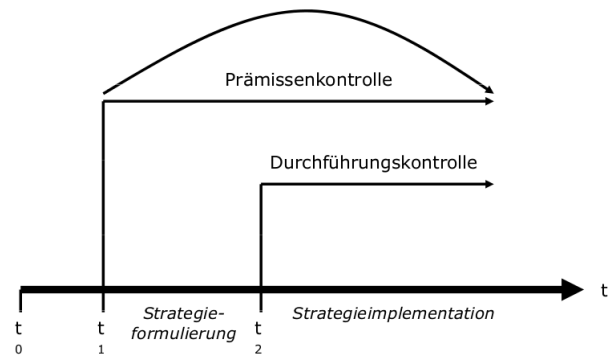 Prämissenkontrolle
Durchführungskontrolle
t
t
0
t
1
Strategie-
formulierung
t
2
Strategieimplementation